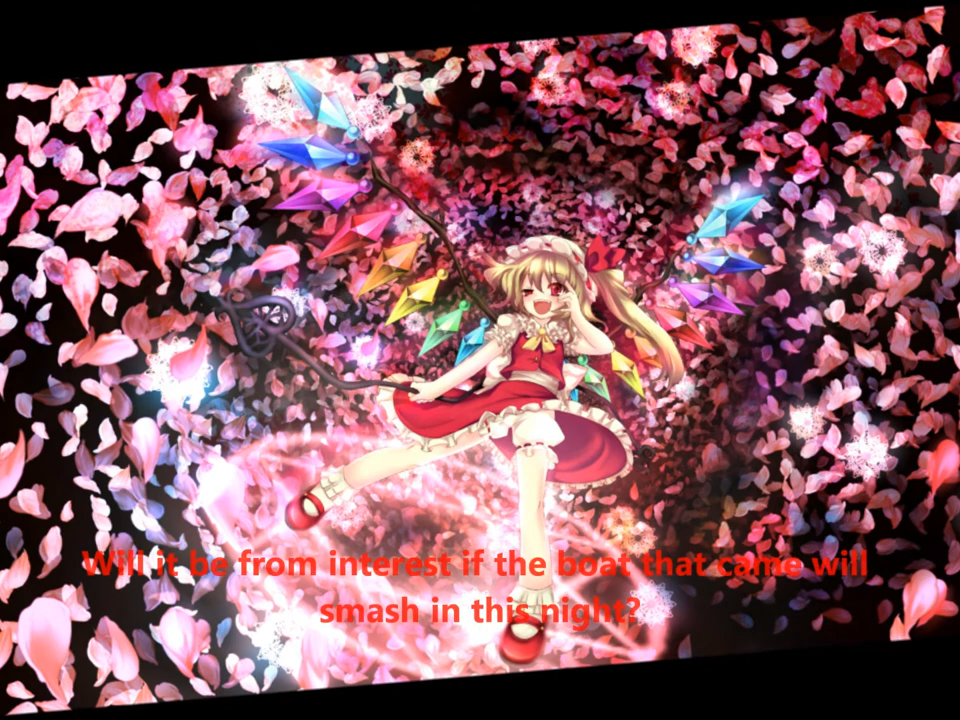 Will it be from interest if the boat that came will
smash in this night?